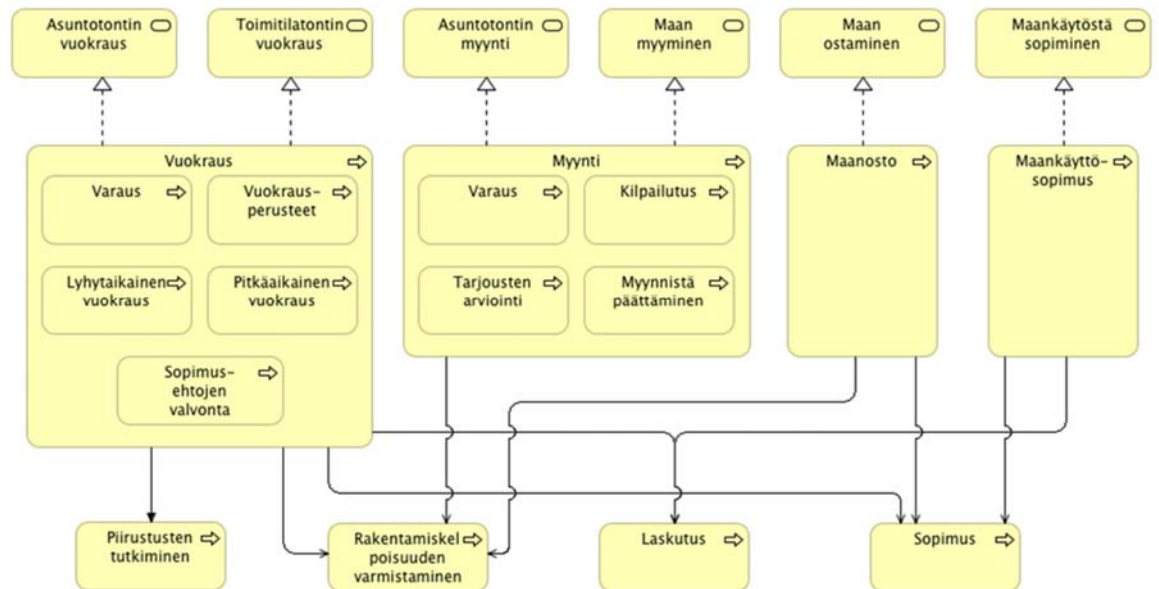 Asuntotontin
vuokraus
Toimitilatontin
vuokraus
Asuntotontin
myynti
Maan
myyminen
Maan
ostaminen
Maankäytöstä
sopiminen
Vuokraus
Varaus
Vuokraus-
perusteet
Lyhytaikainen
vuokraus
Pitkäaikainen
vuokraus
Sopimus-
ehtojen
valvonta
Myynti
Varaus
Kilpailutus
Tarjousten
arviointi
Myynnistä
päättäminen
Maanosto
Maankäyttö-
sopimus
Piirustusten
tutkiminen
Rakentamiskel
poisuuden
varmistaminen
Laskutus
Sopimus